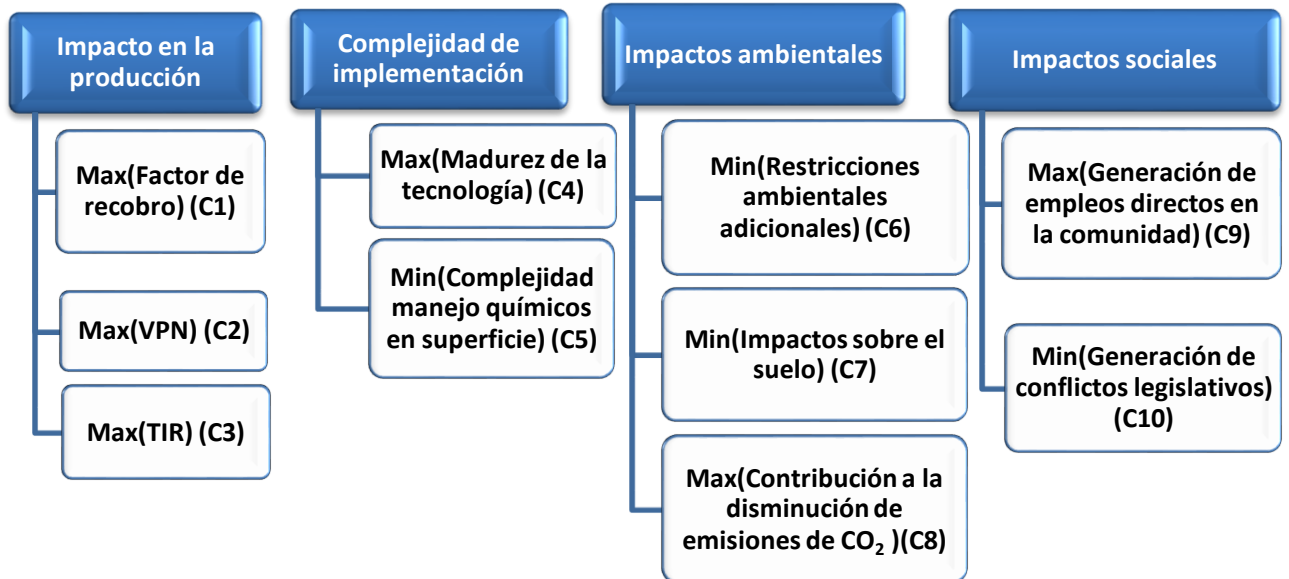 Impacto en la
producción
Max(Factor de
recobro) (C1)
Max(VPN) (C2)
Max(TIR) (C3)
Complejidad de
implementación
Max(Madurez de la
tecnología) (C4)
Min(Complejidad
manejo químicos
en superficie) (C5)
Impactos ambientales
Min(Restricciones
ambientales
adicionales) (C6)
Min(Impactos sobre el
suelo) (C7)
Max(Contribución a la
disminución de
emisiones de CO₂ )(C8)
Impactos sociales
Max(Generación de
empleos directos en
la comunidad) (C9)
Min(Generación de
conflictos legislativos)
(C10)